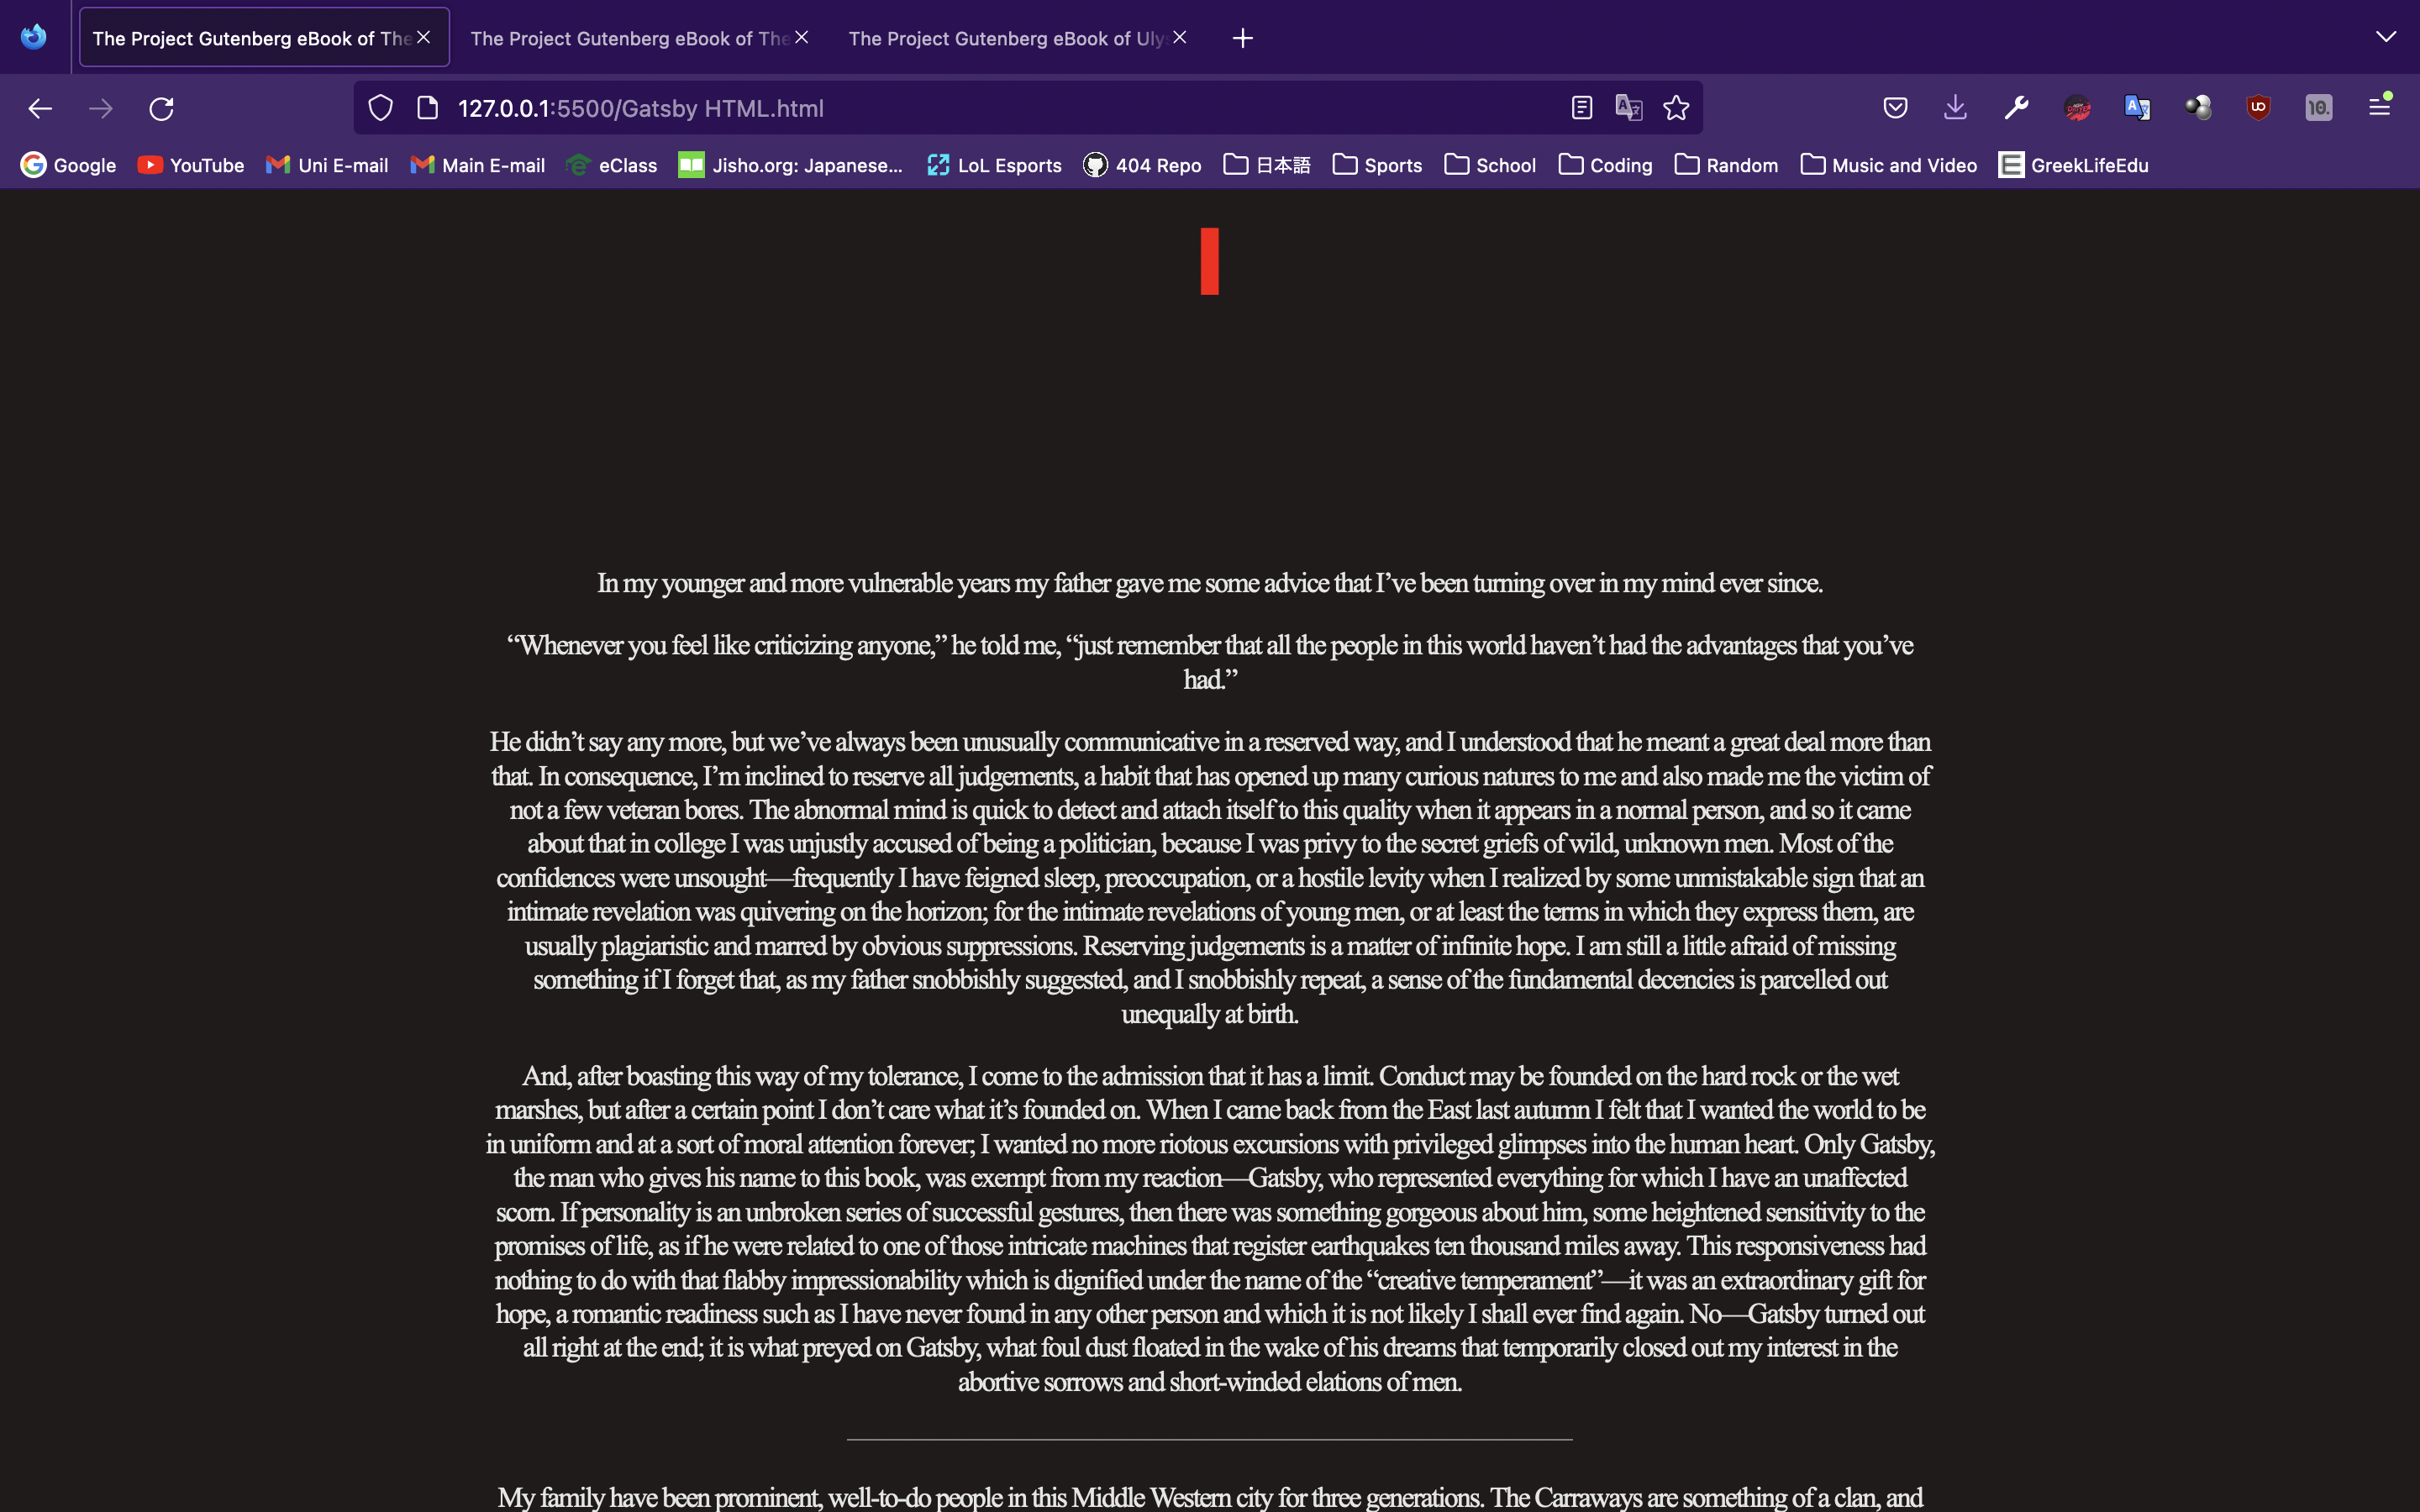 The Project Gutenberg eBook of The
The Project Gutenberg eBook of The
The Project Gutenberg eBook of Uly
127.0.0.1:5500/Gatsby HTML.html
10.
Google
YouTube
Uni E-mail
Main E-mail
eClass
Jisho.org: Japanese...
LoL Esports
404 Repo
日本語
Sports
School
Coding
Random
Music and Video
GreekLifeEdu
I
In my younger and more vulnerable years my father gave me some advice that I’ve been turning over in my mind ever since.
“Whenever you feel like criticizing anyone,” he told me, “just remember that all the people in this world haven’t had the advantages that you’ve
had.”
He didn’t say any more, but we’ve always been unusually communicative in a reserved way, and I understood that he meant a great deal more than
that. In consequence, I’m inclined to reserve all judgements, a habit that has opened up many curious natures to me and also made me the victim of
not a few veteran bores. The abnormal mind is quick to detect and attach itself to this quality when it appears in a normal person, and so it came
about that in college I was unjustly accused of being a politician, because I was privy to the secret griefs of wild, unknown men. Most of the
confidences were unsought—frequently I have feigned sleep, preoccupation, or a hostile levity when I realized by some unmistakable sign that an
intimate revelation was quivering on the horizon; for the intimate revelations of young men, or at least the terms in which they express them, are
usually plagiaristic and marred by obvious suppressions. Reserving judgements is a matter of infinite hope. I am still a little afraid of missing
something if I forget that, as my father snobbishly suggested, and I snobbishly repeat, a sense of the fundamental decencies is parcelled out
unequally at birth.
And, after boasting this way of my tolerance, I come to the admission that it has a limit. Conduct may be founded on the hard rock or the wet
marshes, but after a certain point I don’t care what it’s founded on. When I came back from the East last autumn I felt that I wanted the world to be
in uniform and at a sort of moral attention forever; I wanted no more riotous excursions with privileged glimpses into the human heart. Only Gatsby,
the man who gives his name to this book, was exempt from my reaction—Gatsby, who represented everything for which I have an unaffected
scorn. If personality is an unbroken series of successful gestures, then there was something gorgeous about him, some heightened sensitivity to the
promises of life, as if he were related to one of those intricate machines that register earthquakes ten thousand miles away. This responsiveness had
nothing to do with that flabby impressionability which is dignified under the name of the “creative temperament”—it was an extraordinary gift for
hope, a romantic readiness such as I have never found in any other person and which it is not likely I shall ever find again. No—Gatsby turned out
all right at the end; it is what preyed on Gatsby, what foul dust floated in the wake of his dreams that temporarily closed out my interest in the
abortive sorrows and short-winded elations of men.
My family have been prominent, well-to-do people in this Middle Western city for three generations. The Carraways are something of a clan, and